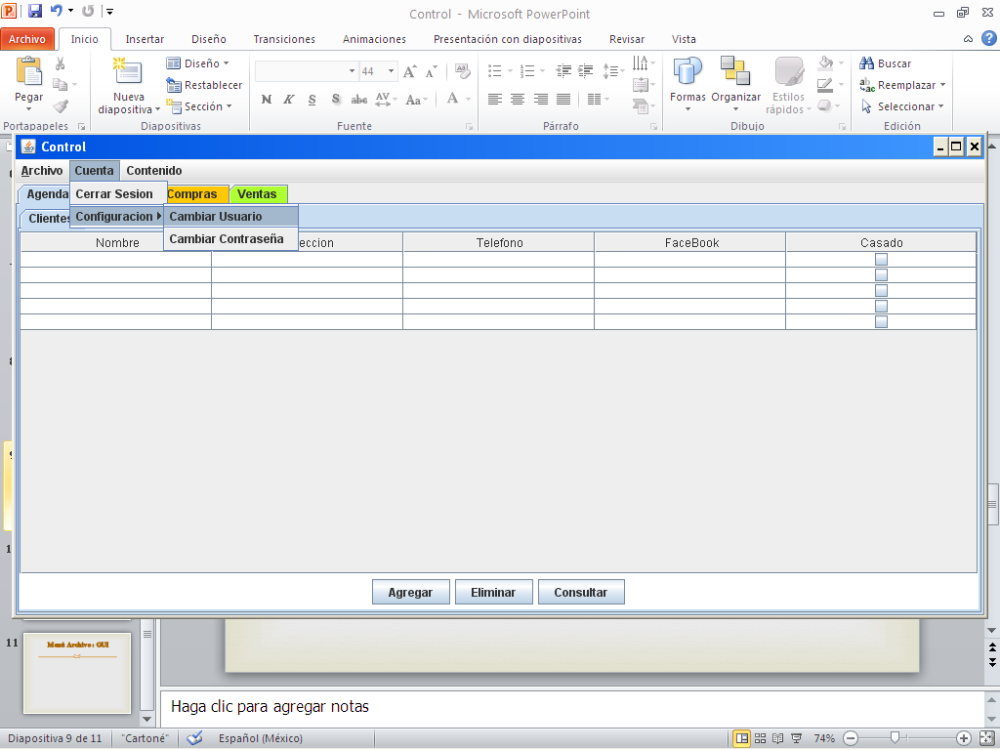 Control - Microsoft PowerPoint
Archivo Inicio Insertar Diseño Transiciones Animaciones Presentación con diapositivas Revisar Vista
Pegar
Portapapeles
Nueva diapositiva
Diseño
Restablecer
Sección
Diapositivas
44
N K S S abc AV Aa A
Fuente
Párrafo
Formas Organizar Estilos rápidos
Dibujo
Buscar
Reemplazar
Seleccionar
Edición
Control
Archivo Cuenta Contenido
Agenda Cerrar Sesion Compras Ventas
Clientes Configuracion Cambiar Usuario
Cambiar Contraseña
Nombre eccion Telefono FaceBook Casado
Agregar Eliminar Consultar
11 Menú Archivo: GUI
Haga clic para agregar notas
Diapositiva 9 de 11 "Cartoné" Español (México) 74%